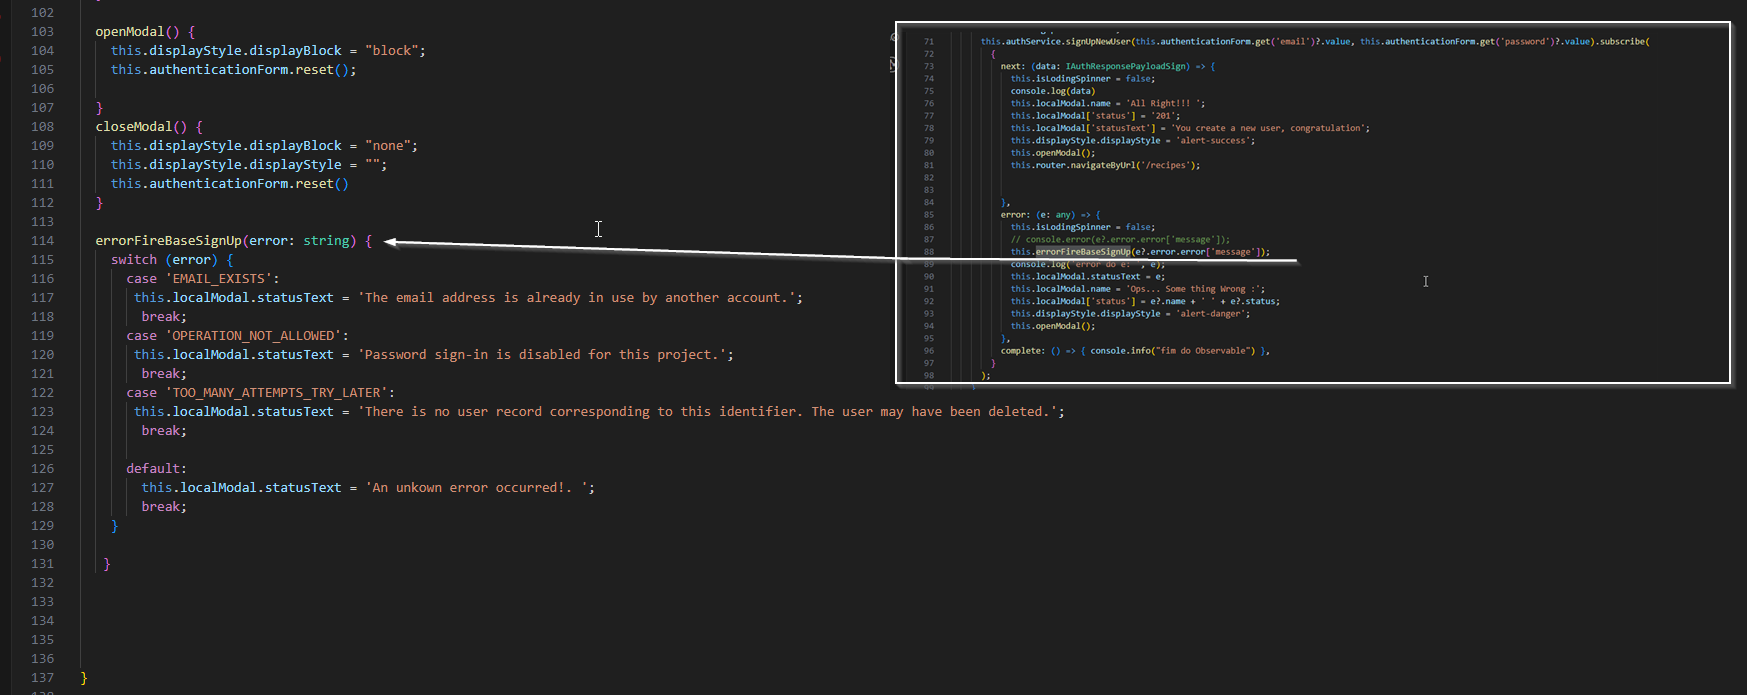 102
103 openModal() {
104 this.displayStyle.displayBlock = "block";
105 this.authenticationForm.reset();
106
107 }
108 closeModal() {
109 this.displayStyle.displayBlock = "none";
110 this.displayStyle.displayStyle = "";
111 this.authenticationForm.reset()
112 }
113
114 errorFireBaseSignUp(error: string) {
115 switch (error) {
116 case 'EMAIL_EXISTS':
117 this.localModal.statusText = 'The email address is already in use by another account.';
118 break;
119 case 'OPERATION_NOT_ALLOWED':
120 this.localModal.statusText = 'Password sign-in is disabled for this project.';
121 break;
122 case 'TOO_MANY_ATTEMPTS_TRY_LATER':
123 this.localModal.statusText = 'There is no user record corresponding to this identifier. The user may have been deleted.';
124 break;
125
126 default:
127 this.localModal.statusText = 'An unkown error occurred!. ';
128 break;
129 }
130
131 }
132
133
134
135
136
137 }
71 this.authService.signUpNewUser(this.authenticationForm.get('email')?.value, this.authenticationForm.get('password')?.value).subscribe(
72 {
73 next: (data: IAuthResponsePayloadSign) => {
74 this.isLodingSpinner = false;
75 console.log(data)
76 this.localModal.name = 'All Right!!! ';
77 this.localModal['status'] = '201';
78 this.localModal['statusText'] = 'You create a new user, congratulation';
79 this.displayStyle.displayStyle = 'alert-success';
80 this.openModal();
81 this.router.navigateByUrl('/recipes');
82
83
84 },
85 error: (e: any) => {
86 this.isLodingSpinner = false;
87 // console.error(e?.error.error['message']);
88 this.errorFireBaseSignUp(e?.error.error['message']);
89 console.log('error do e: ', e);
90 this.localModal.statusText = e;
91 this.localModal.name = 'Ops... Some thing Wrong :';
92 this.localModal['status'] = e?.name + ' ' + e?.status;
93 this.displayStyle.displayStyle = 'alert-danger';
94 this.openModal();
95 },
96 complete: () => { console.info("fim do Observable") },
97 }
98 );